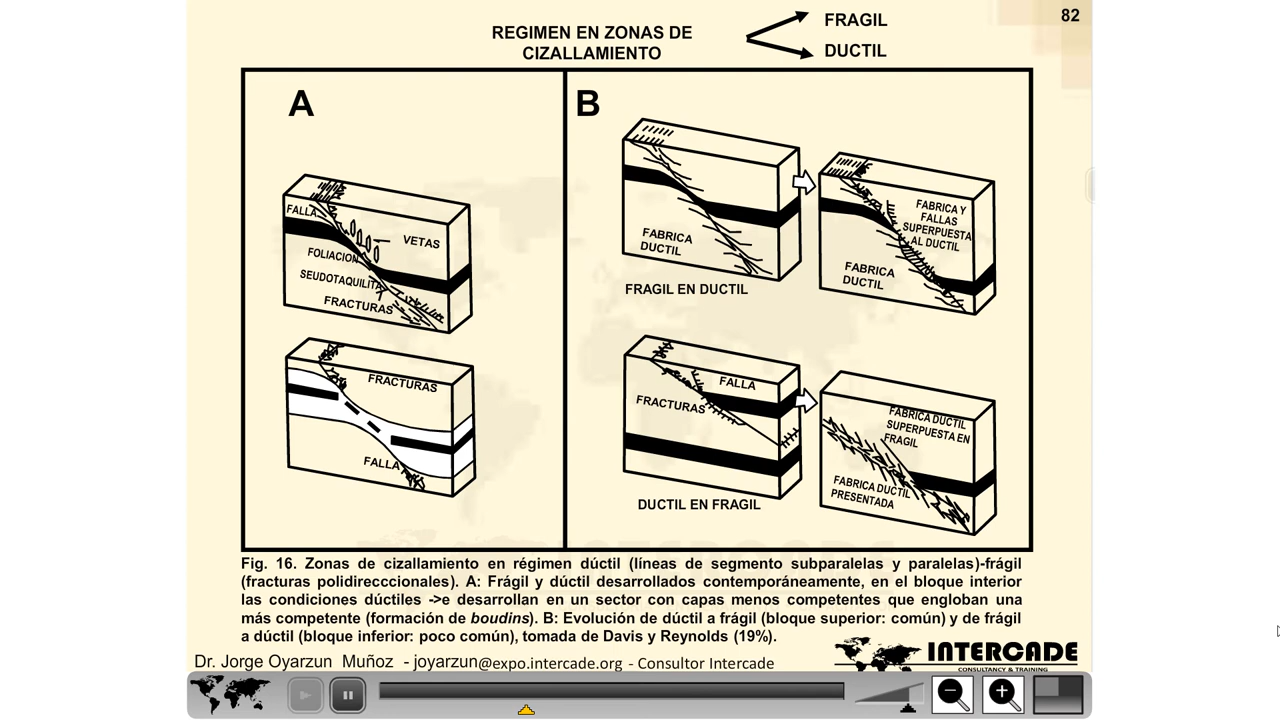 82
REGIMEN EN ZONAS DE
CIZALLAMIENTO
FRAGIL
DUCTIL
A
FALLA
VETAS
FOLIACION
SEUDOTAQUILITA
FRACTURAS
FRACTURAS
FALLA
B
FABRICA
DUCTIL
FRAGIL EN DUCTIL
FABRICA Y
FALLAS
SUPERPUESTA
AL DUCTIL
FABRICA
DUCTIL
FALLA
FRACTURAS
DUCTIL EN FRAGIL
FABRICA DUCTIL
SUPERPUESTA EN
FRAGIL
FABRICA DUCTIL
PRESENTADA
Fig. 16. Zonas de cizallamiento en régimen dúctil (líneas de segmento subparalelas y paralelas)-frágil
(fracturas polidirecccionales). A: Frágil y dúctil desarrollados contemporáneamente, en el bloque interior
las condiciones dúctiles ->e desarrollan en un sector con capas menos competentes que engloban una
más competente (formación de boudins). B: Evolución de dúctil a frágil (bloque superior: común) y de frágil
a dúctil (bloque inferior: poco común), tomada de Davis y Reynolds (19%).
Dr. Jorge Oyarzun Muñoz - joyarzun@expo.intercade.org - Consultor Intercade
INTERCADE
CONSULTANCY & TRAINING